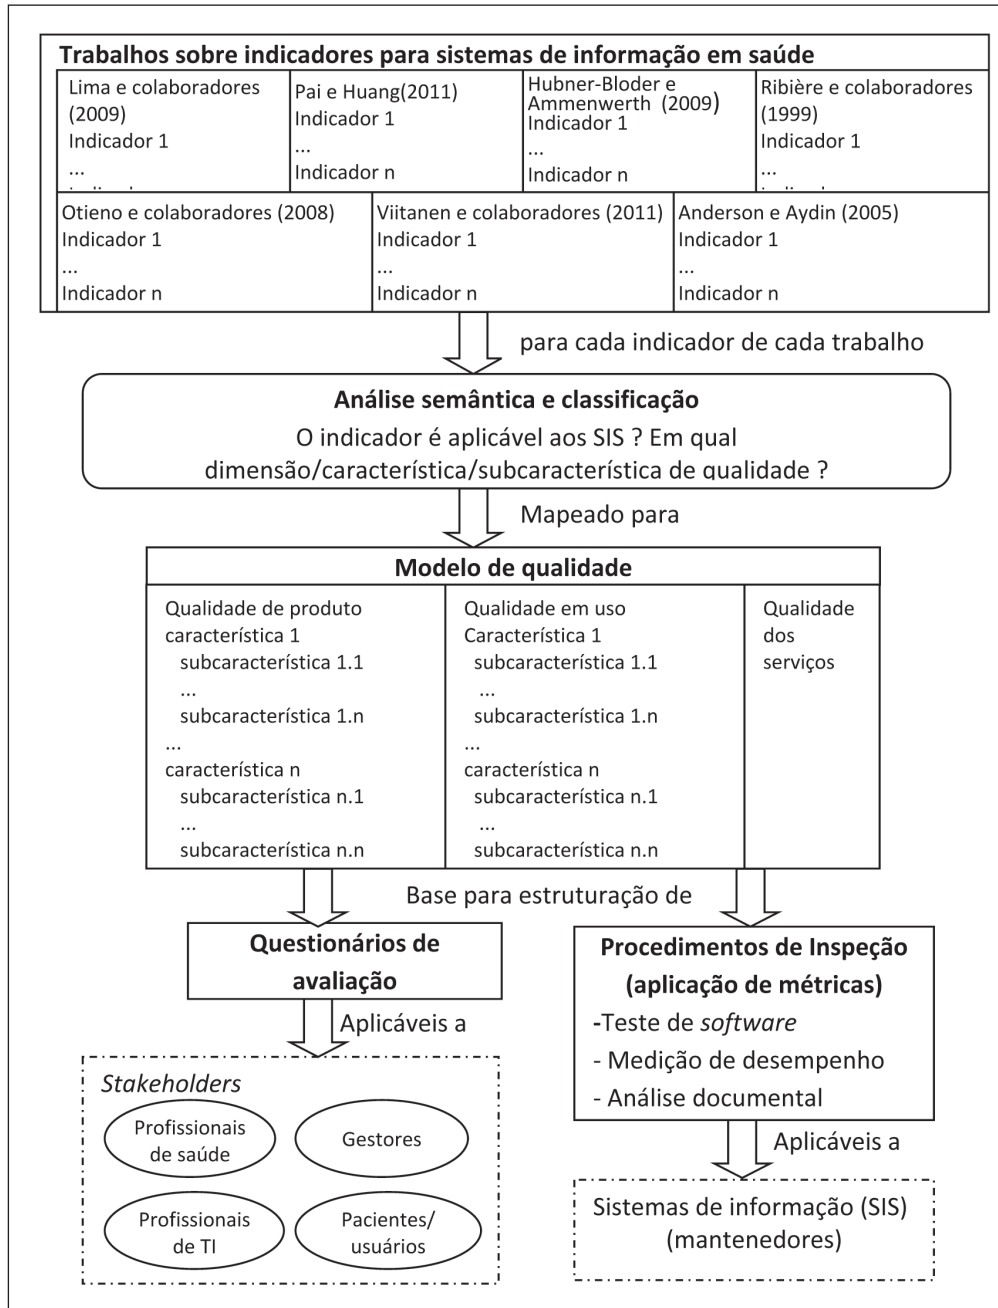 Trabalhos sobre indicadores para sistemas de informação em saúde
Lima e colaboradores
(2009)
Indicador 1
...
Pai e Huang(2011)
Indicador 1
...
Indicador n
Hubner-Bloder e
Ammenwerth (2009)
Indicador 1
...
Indicador n
Ribière e colaboradores
(1999)
Indicador 1
...
Otieno e colaboradores (2008)
Indicador 1
...
Indicador n
Viitanen e colaboradores (2011)
Indicador 1
...
Indicador n
Anderson e Aydin (2005)
Indicador 1
...
Indicador n
para cada indicador de cada trabalho
Análise semântica e classificação
O indicador é aplicável aos SIS ? Em qual
dimensão/característica/subcaracterística de qualidade ?
Mapeado para
Modelo de qualidade
Qualidade de produto
característica 1
subcaracterística 1.1
...
subcaracterística 1.n
...
característica n
subcaracterística n.1
...
subcaracterística n.n
Qualidade em uso
Característica 1
subcaracterística 1.1
...
subcaracterística 1.n
...
característica n
subcaracterística n.1
...
subcaracterística n.n
Qualidade
dos
serviços
Base para estruturação de
Questionários de
avaliação
Aplicáveis a
Stakeholders
Profissionais
de saúde
Gestores
Profissionais
de TI
Pacientes/
usuários
Procedimentos de Inspeção
(aplicação de métricas)
-Teste de software
- Medição de desempenho
- Análise documental
Aplicáveis a
Sistemas de informação (SIS)
(mantenedores)